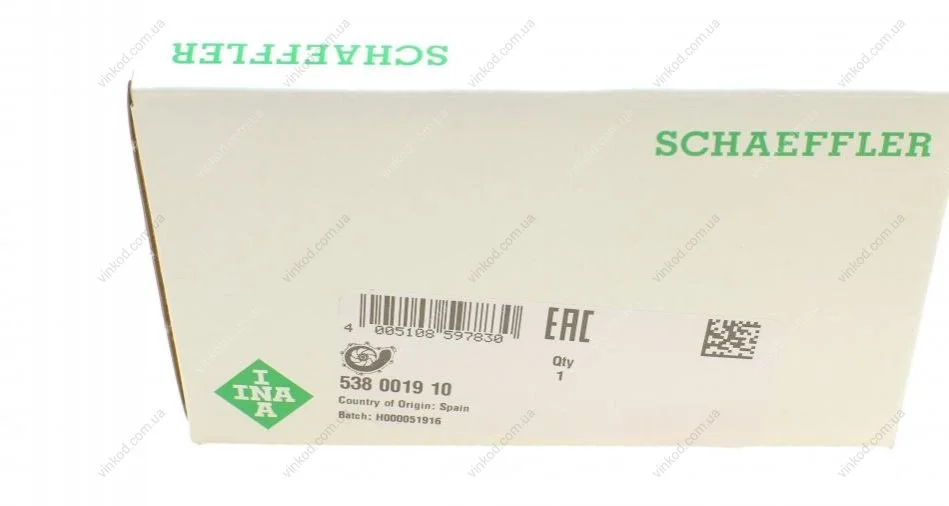 SCHAEFFLER
SCHAEFFLER
4 005108 597830
EAC
Qty
1
538 0019 10
Country of Origin: Spain
Batch: H000051916
INA
INA
vinkod.com.ua